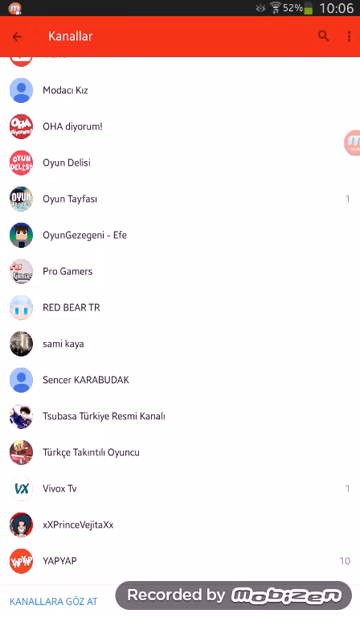 52% 10:06
Kanallar
Modacı Kız
OHA diyorum!
Oyun Delisi
Oyun Tayfası 1
OyunGezegeni - Efe
Pro Gamers
RED BEAR TR
sami kaya
Sencer KARABUDAK
Tsubasa Türkiye Resmi Kanalı
Türkçe Takıntılı Oyuncu
Vivox Tv 1
xXPrinceVejitaXx
YAPYAP 10
KANALLARA GÖZ AT
Recorded by Mobizen